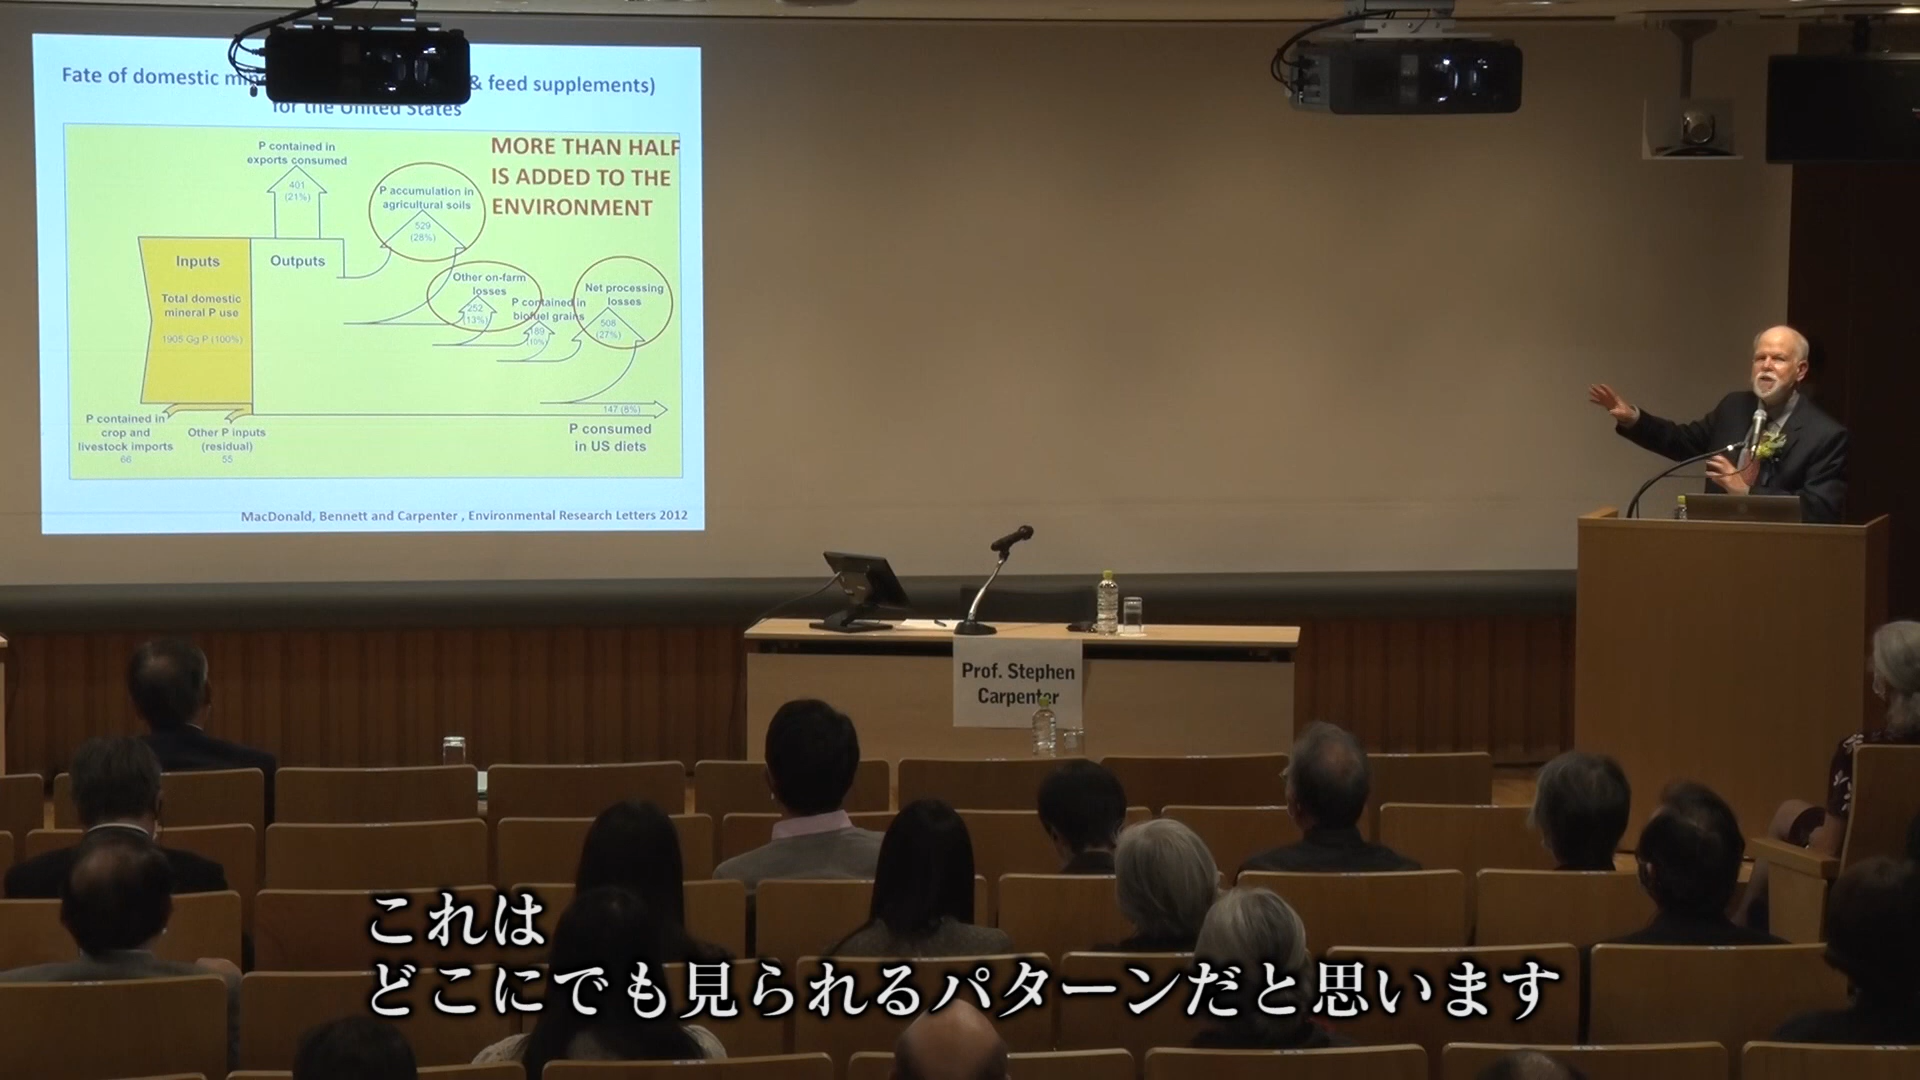 Fate of domestic & feed supplements)
for the United States
MORE THAN HALF
IS ADDED TO THE
ENVIRONMENT
P contained in
exports consumed
401
(21%)
P accumulation in
agricultural soils
529
(28%)
Inputs
Outputs
Total domestic
mineral P use
1905 Gg P (100%)
Other on-farm
losses
252
(13%)
P contained in
biofuel grains
189
(10%)
Net processing
losses
508
(27%)
P contained in
crop and
livestock imports
66
Other P inputs
(residual)
55
147 (8%)
P consumed
in US diets
MacDonald, Bennett and Carpenter , Environmental Research Letters 2012
Prof. Stephen
Carpenter
これは
どこにでも見られるパターンだと思います